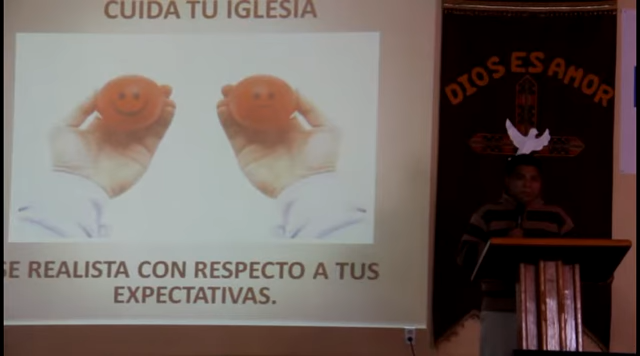 CUIDA TU IGLESIA
SE REALISTA CON RESPECTO A TUS
EXPECTATIVAS.
DIOS ES AMOR